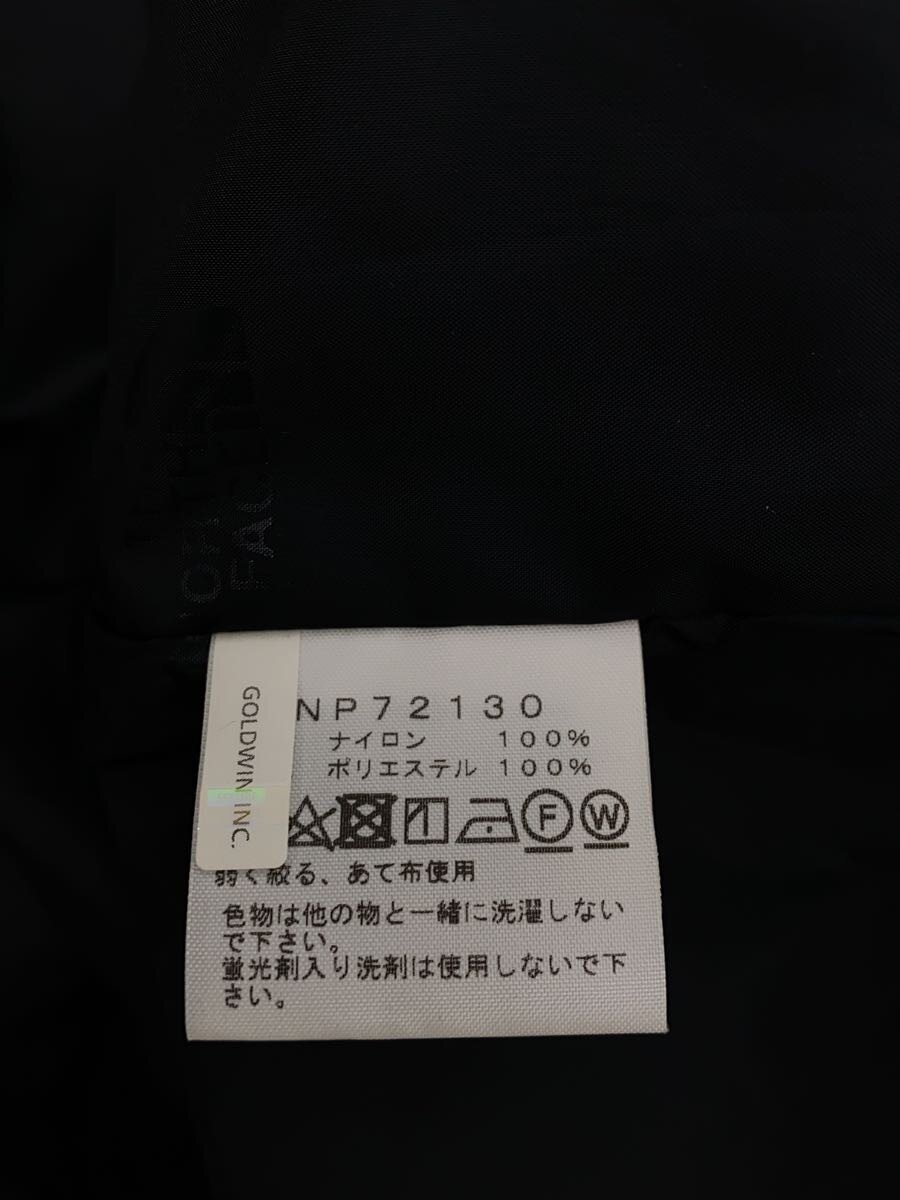 NORTH
FACE
GOLDWIN INC.
NP72130
ナイロン 100%
ポリエステル 100%
F W
弱く絞る、あて布使用
色物は他の物と一緒に洗濯しない
で下さい。
蛍光剤入り洗剤は使用しないで下
さい。